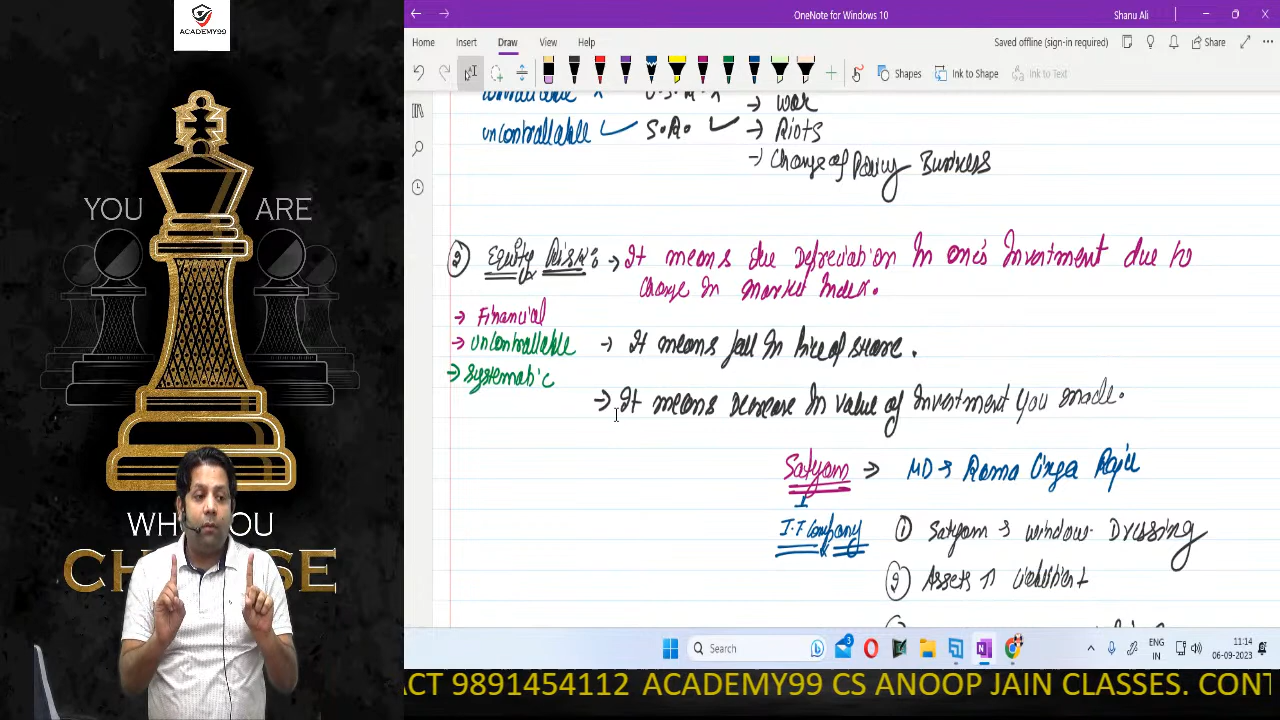 ACADEMY99
YOU ARE
WHO YOU
CHOOSE
OneNote for Windows 10
Shanu Ali
Home Insert Draw View Help
Saved offline (sign-in required)
Share
Shapes
Ink to Shape
Ink to Text
→ War
uncontrollable ✓ S.R. ✓ → Riots
→ Change of Policy Business
② Equity Risk: → It means the Depreciation In one's Investment due to
Change In Market Index.
→ Financial
→ uncontrollable → It means fall In Price of share.
→ Systematic
→ It means Decrease In value of Investment you made.
Satyam → MD → Rama Linga Raju
I.T Company ① Satyam → window Dressing
② Assets ↑
Search
3
ENG
IN
11:14
06-09-2023
ACT 9891454112 ACADEMY99 CS ANOOP JAIN CLASSES. CONT